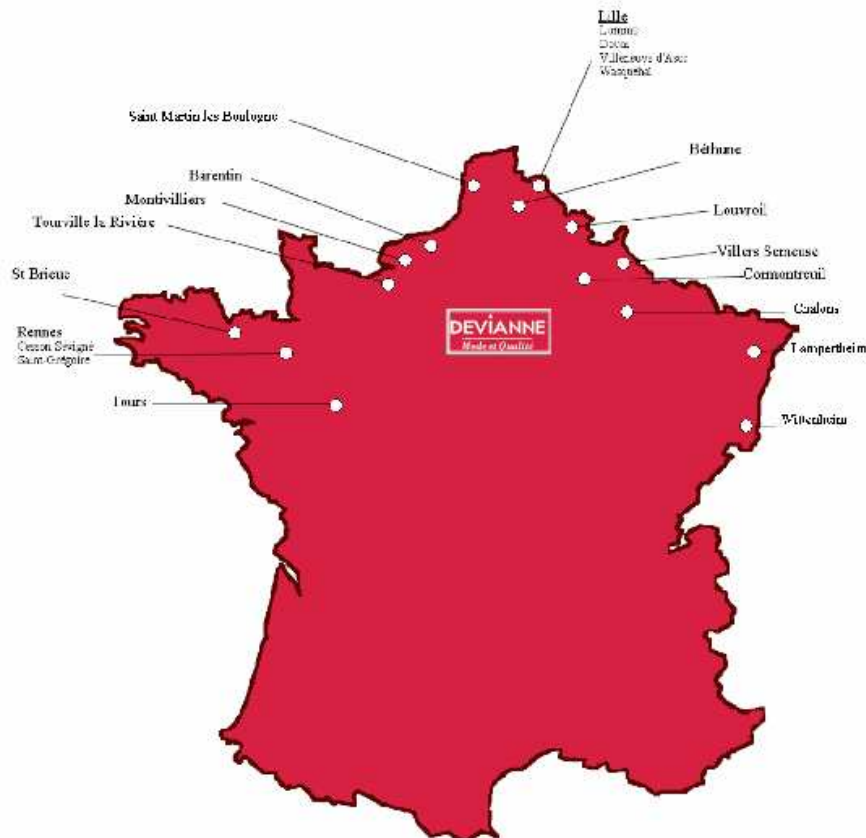 Lille
Lomme
Douai
Villeneuve d'Ascq
Wasquehal
Saint Martin les Boulogne
Béthune
Barentin
Montivilliers
Louvroil
Tourville la Rivière
Villers Semeuse
St Brieuc
Cormontreuil
Chalons
DEVIANNE
Mode et Qualité
Rennes
Cesson Sévigné
Saint-Grégoire
Lampertheim
Tours
Wittenheim